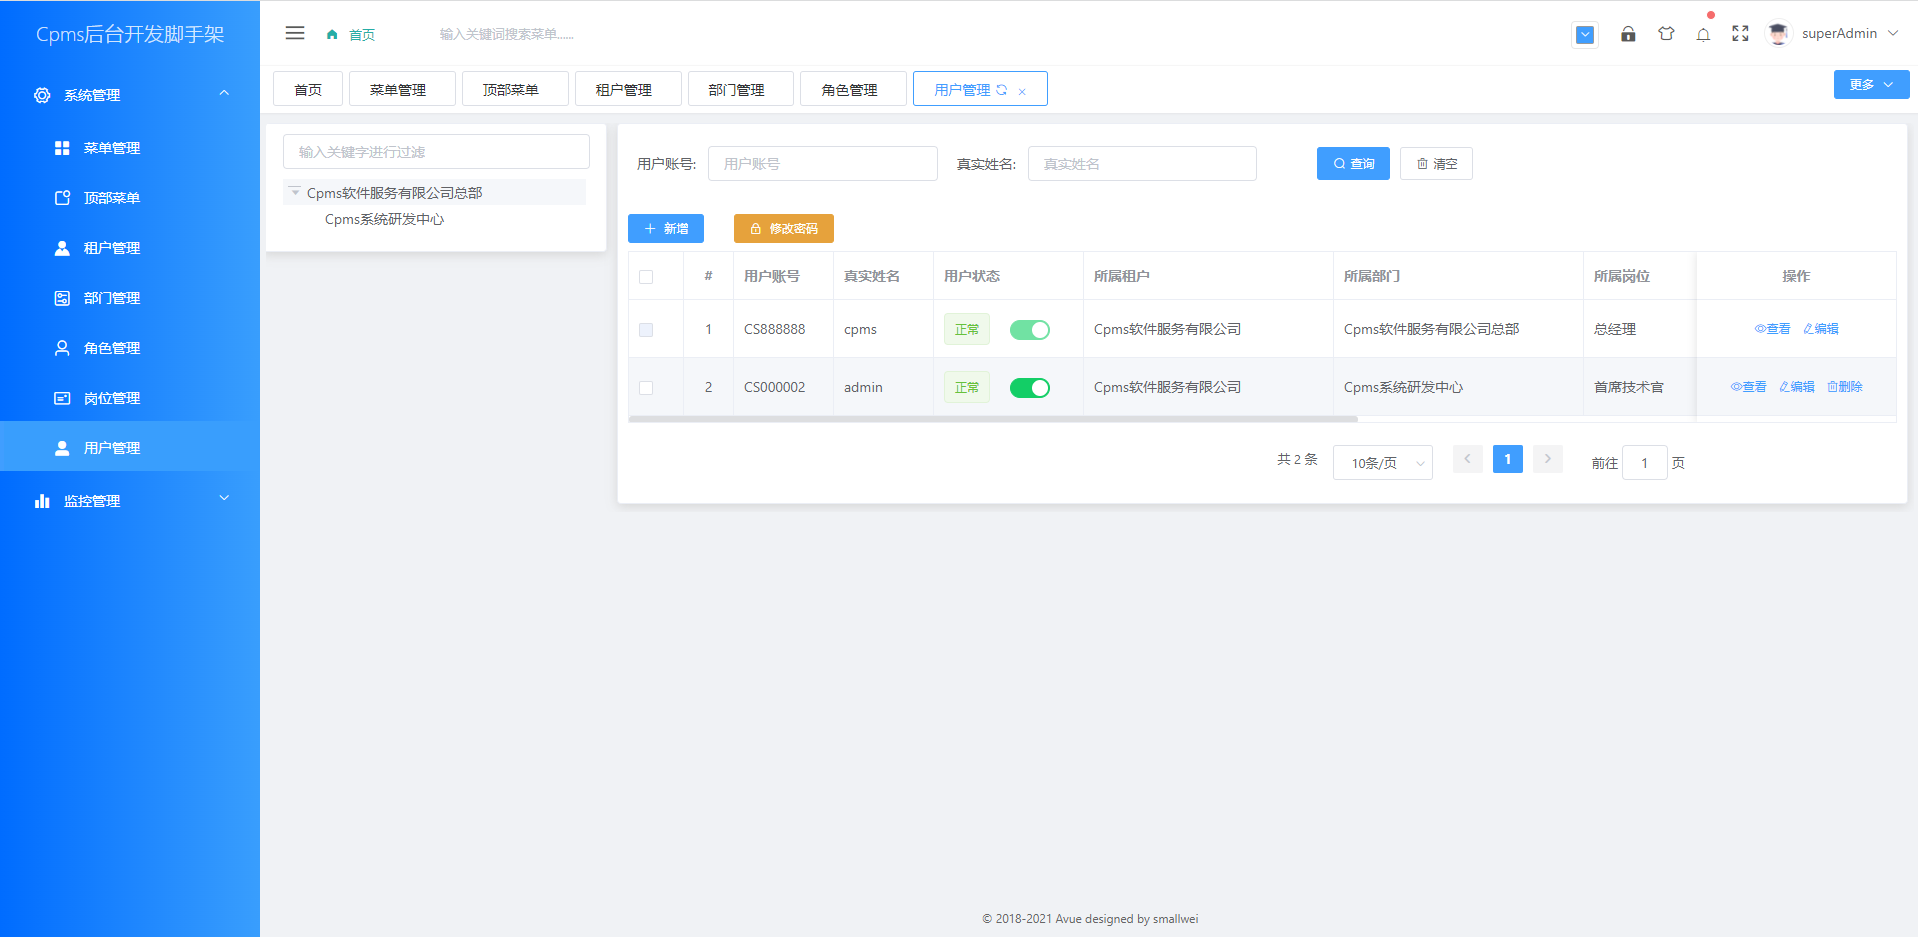 Cpms后台开发脚手架
系统管理
菜单管理
顶部菜单
租户管理
部门管理
角色管理
岗位管理
用户管理
监控管理
首页 输入关键词搜索菜单...... superAdmin
首页 菜单管理 顶部菜单 租户管理 部门管理 角色管理 用户管理 更多
输入关键字进行过滤
Cpms软件服务有限公司总部
Cpms系统研发中心
用户账号: 用户账号 真实姓名: 真实姓名 查询 清空
新增 修改密码
# 用户账号 真实姓名 用户状态 所属租户 所属部门 所属岗位 操作
1 CS888888 cpms 正常 Cpms软件服务有限公司 Cpms软件服务有限公司总部 总经理 查看 编辑
2 CS000002 admin 正常 Cpms软件服务有限公司 Cpms系统研发中心 首席技术官 查看 编辑 删除
共 2 条 10条/页 1 前往 1 页
© 2018-2021 Avue designed by smallwei